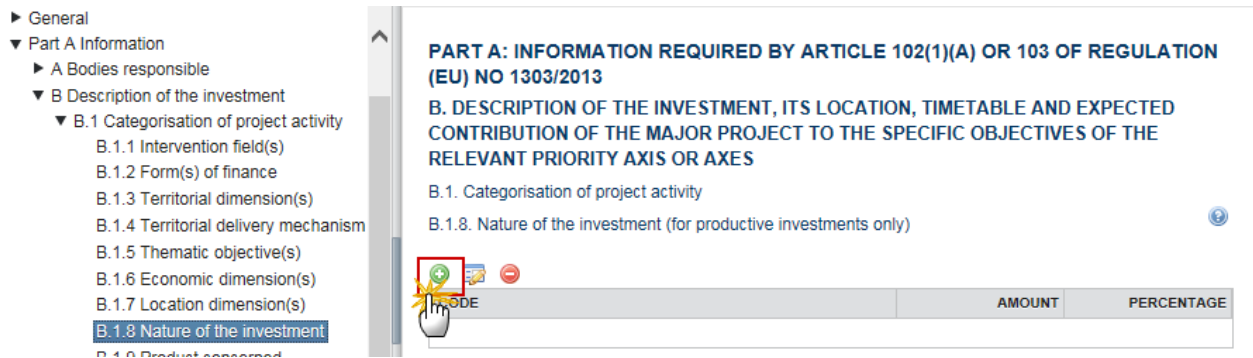 General
Part A Information
A Bodies responsible
B Description of the investment
B.1 Categorisation of project activity
B.1.1 Intervention field(s)
B.1.2 Form(s) of finance
B.1.3 Territorial dimension(s)
B.1.4 Territorial delivery mechanism
B.1.5 Thematic objective(s)
B.1.6 Economic dimension(s)
B.1.7 Location dimension(s)
B.1.8 Nature of the investment
B.1.9 Product concerned
PART A: INFORMATION REQUIRED BY ARTICLE 102(1)(A) OR 103 OF REGULATION
(EU) NO 1303/2013
B. DESCRIPTION OF THE INVESTMENT, ITS LOCATION, TIMETABLE AND EXPECTED
CONTRIBUTION OF THE MAJOR PROJECT TO THE SPECIFIC OBJECTIVES OF THE
RELEVANT PRIORITY AXIS OR AXES
B.1. Categorisation of project activity
B.1.8. Nature of the investment (for productive investments only)
CODE AMOUNT PERCENTAGE